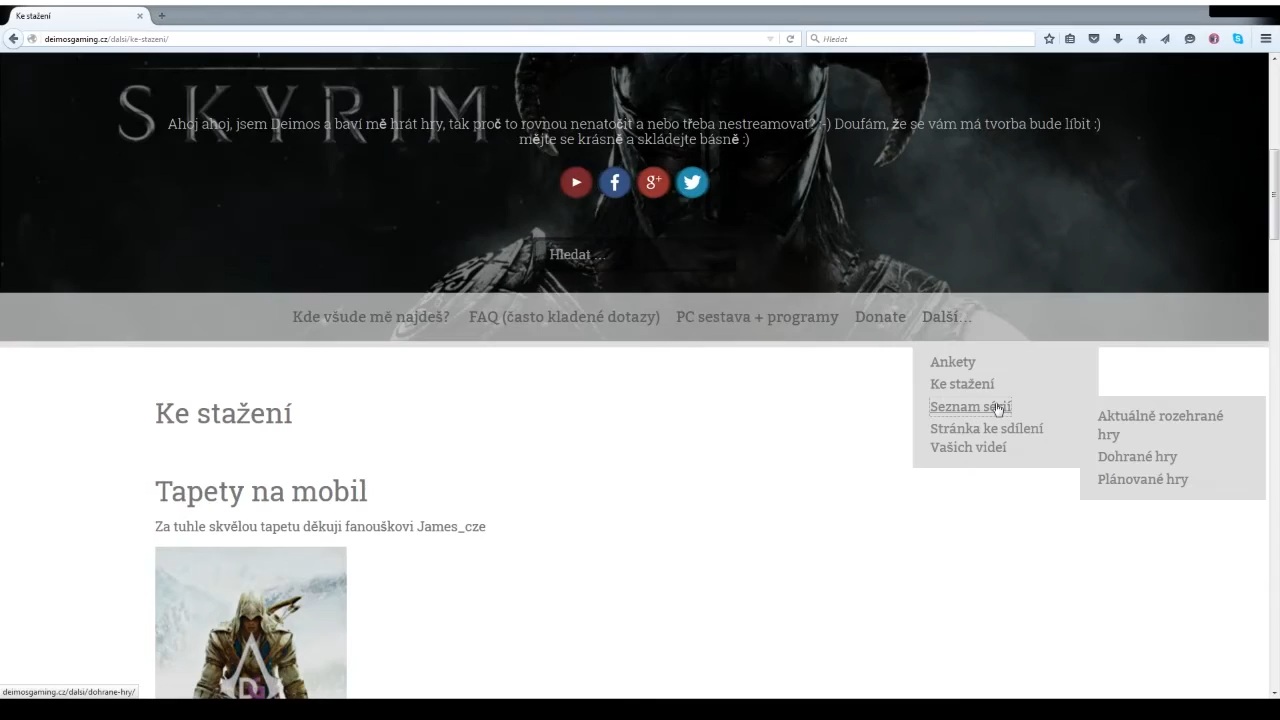 Ke stažení
deimosgaming.cz/dalsi/ke-stazeni/
Hledat
SKYRIM
Ahoj ahoj, jsem Deimos a baví mě hrát hry, tak proč to rovnou nenatočit a nebo třeba nestreamovat? :-) Doufám, že se vám má tvorba bude líbit :)
mějte se krásně a skládejte básně :)
Hledat ...
Kde všude mě najdeš? FAQ (často kladené dotazy) PC sestava + programy Donate Další...
Ankety
Ke stažení
Seznam sérií
Stránka ke sdílení
Vašich videí
Aktuálně rozehrané
hry
Dohrané hry
Plánované hry
Ke stažení
Tapety na mobil
Za tuhle skvělou tapetu děkuji fanouškovi James_cze
deimosgaming.cz/dalsi/dohrane-hry/